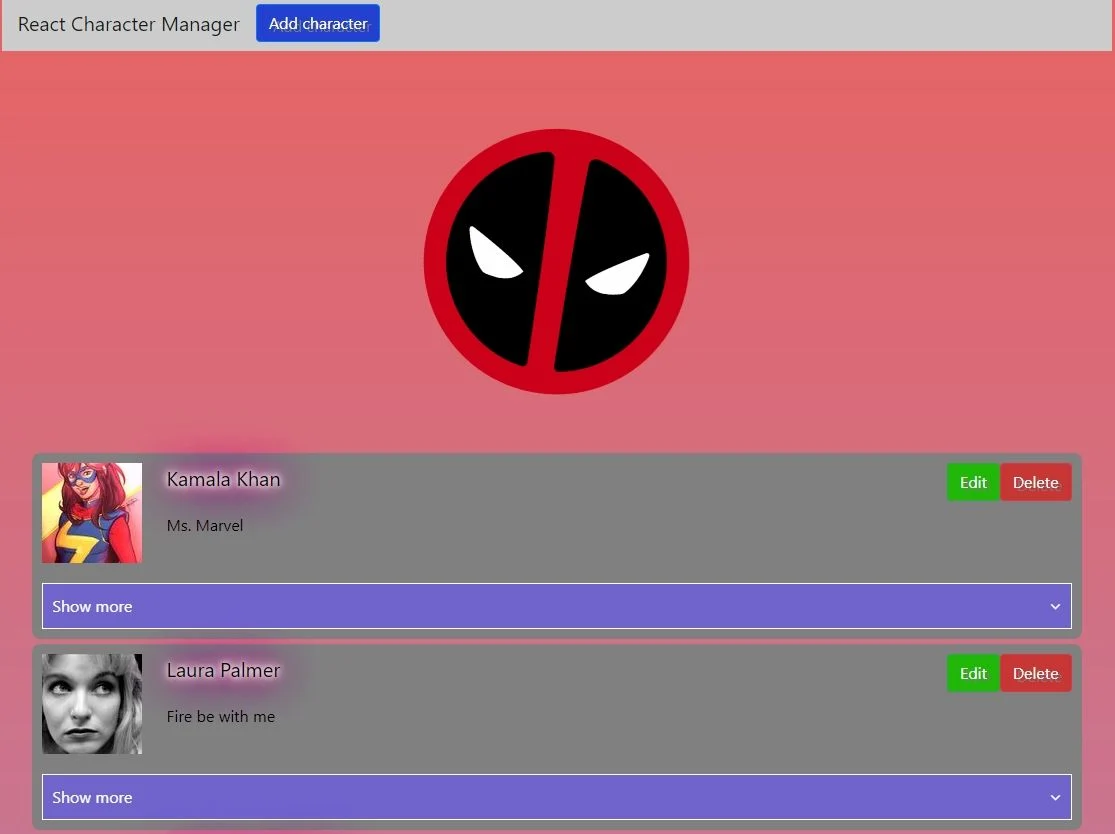 React Character Manager Add character
Kamala Khan Edit Delete
Ms. Marvel
Show more
Laura Palmer Edit Delete
Fire be with me
Show more